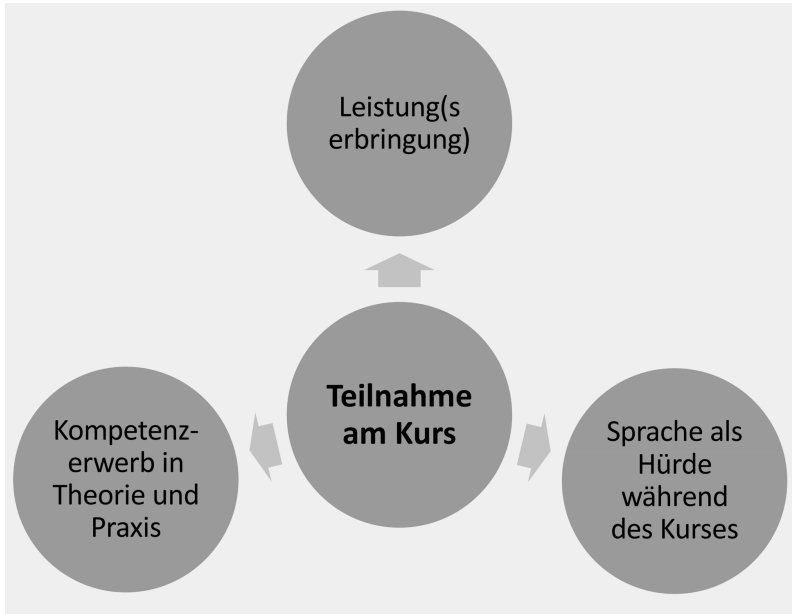 Leistung(s
erbringung)
Teilnahme
am Kurs
Kompetenz-
erwerb in
Theorie und
Praxis
Sprache als
Hürde
während
des Kurses